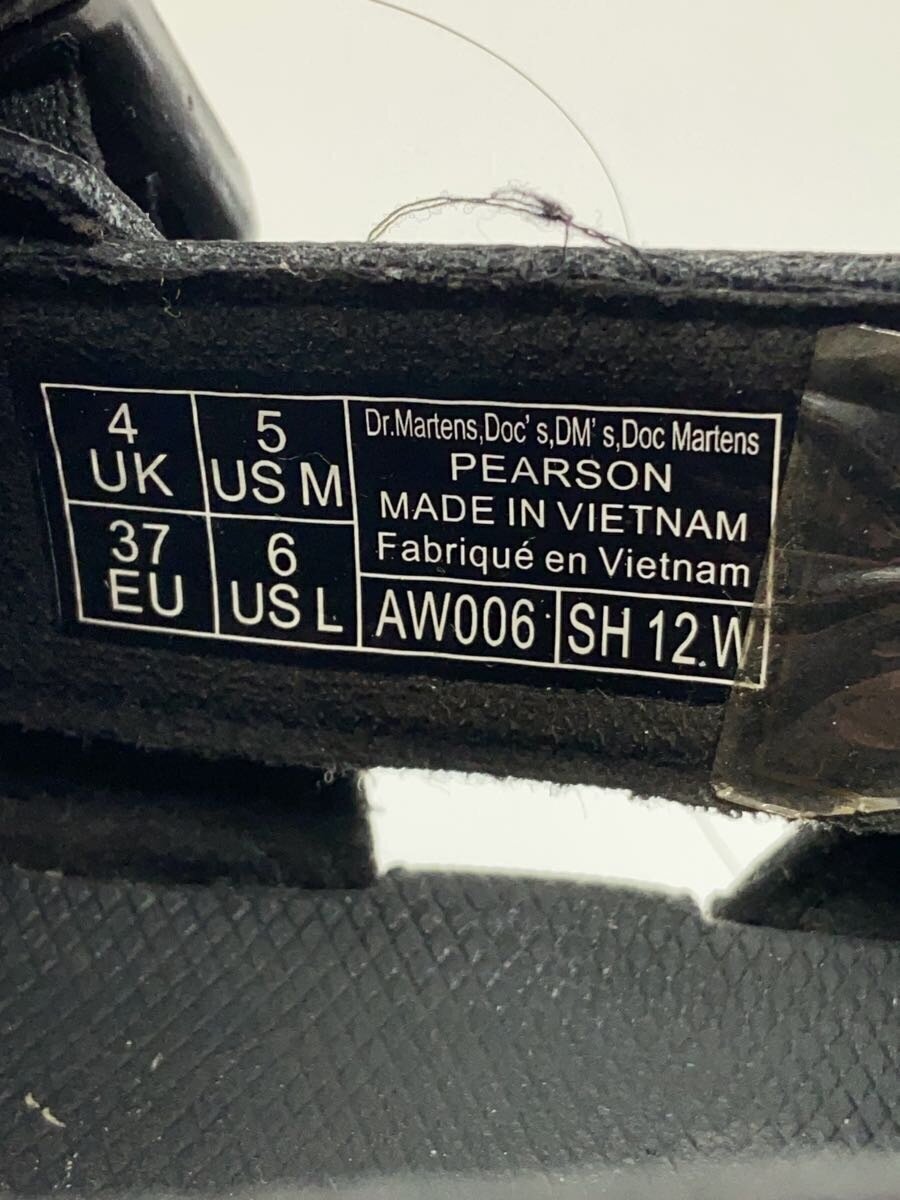 4
UK
5
US M
37
EU
6
US L
Dr.Martens,Doc's,DM's,Doc Martens
PEARSON
MADE IN VIETNAM
Fabriqué en Vietnam
AW006
SH 12.W